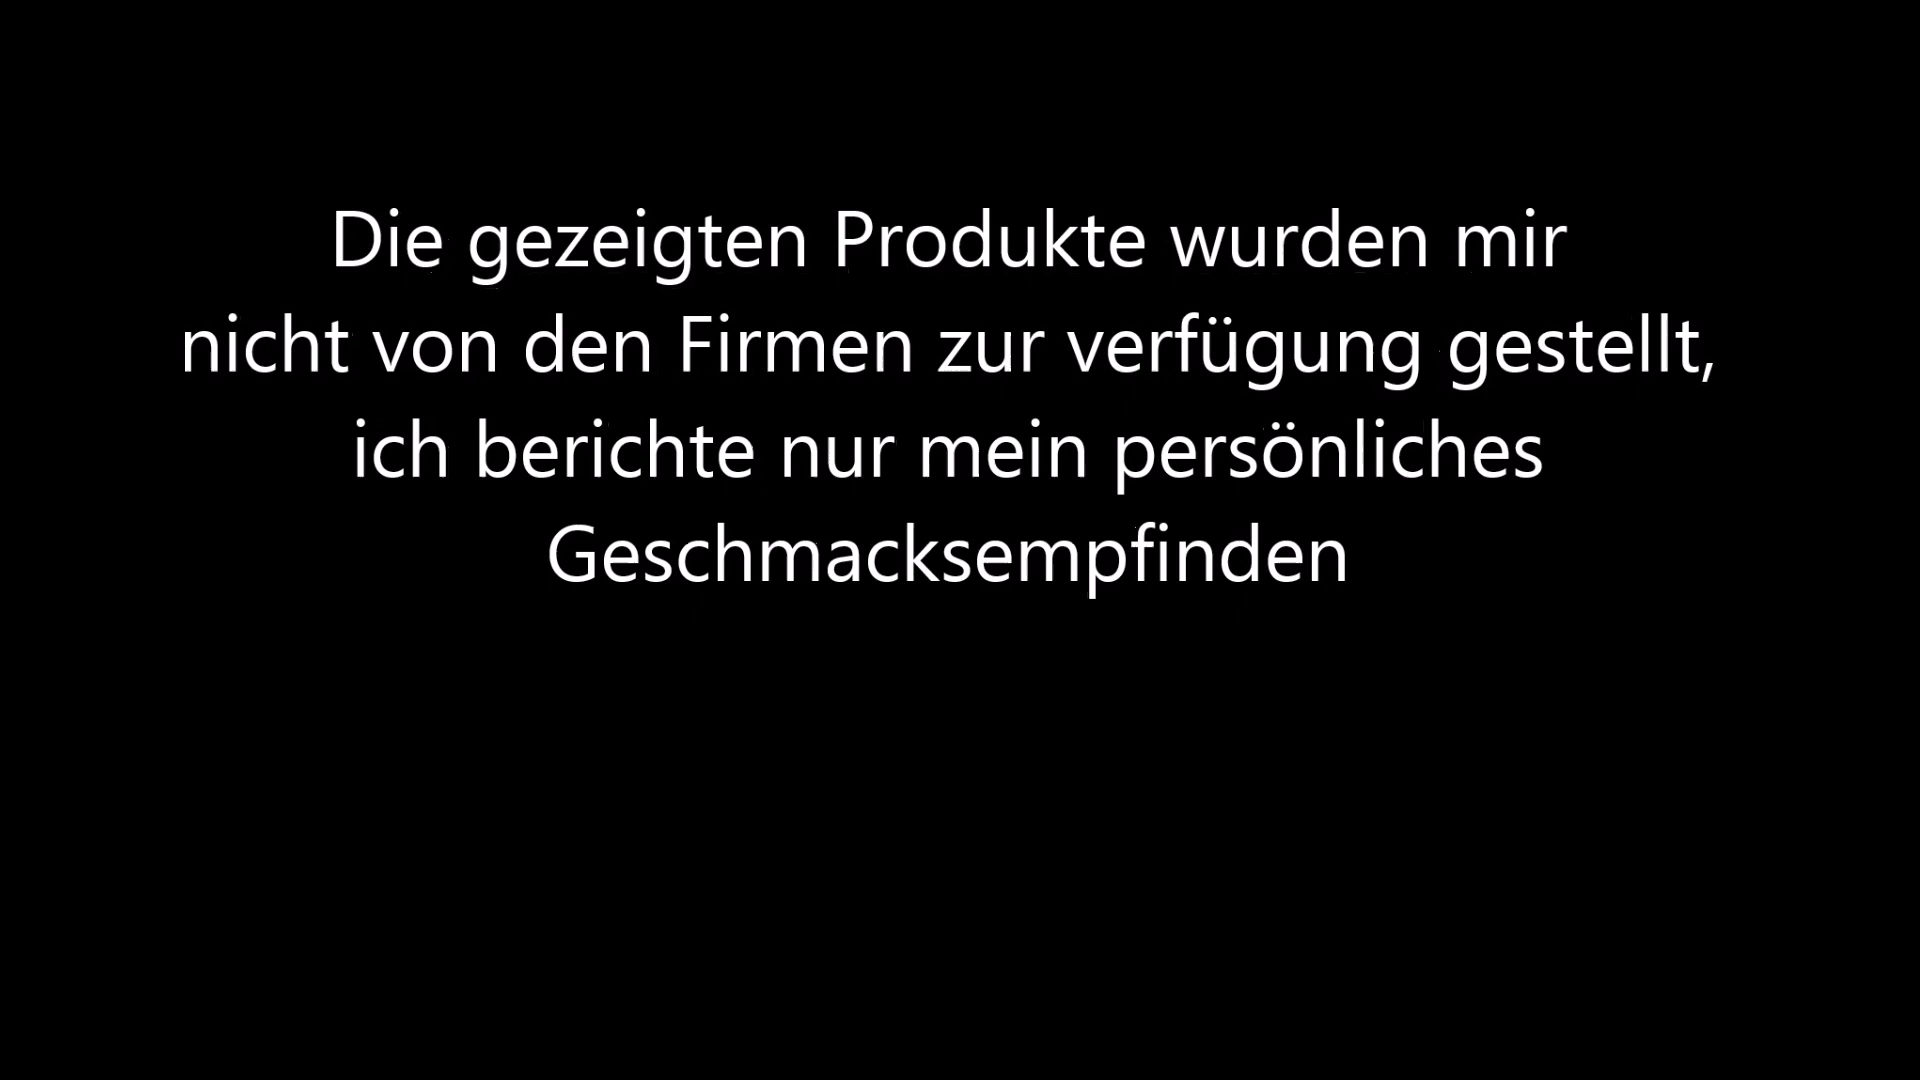 Die gezeigten Produkte wurden mir
nicht von den Firmen zur verfügung gestellt,
ich berichte nur mein persönliches
Geschmacksempfinden